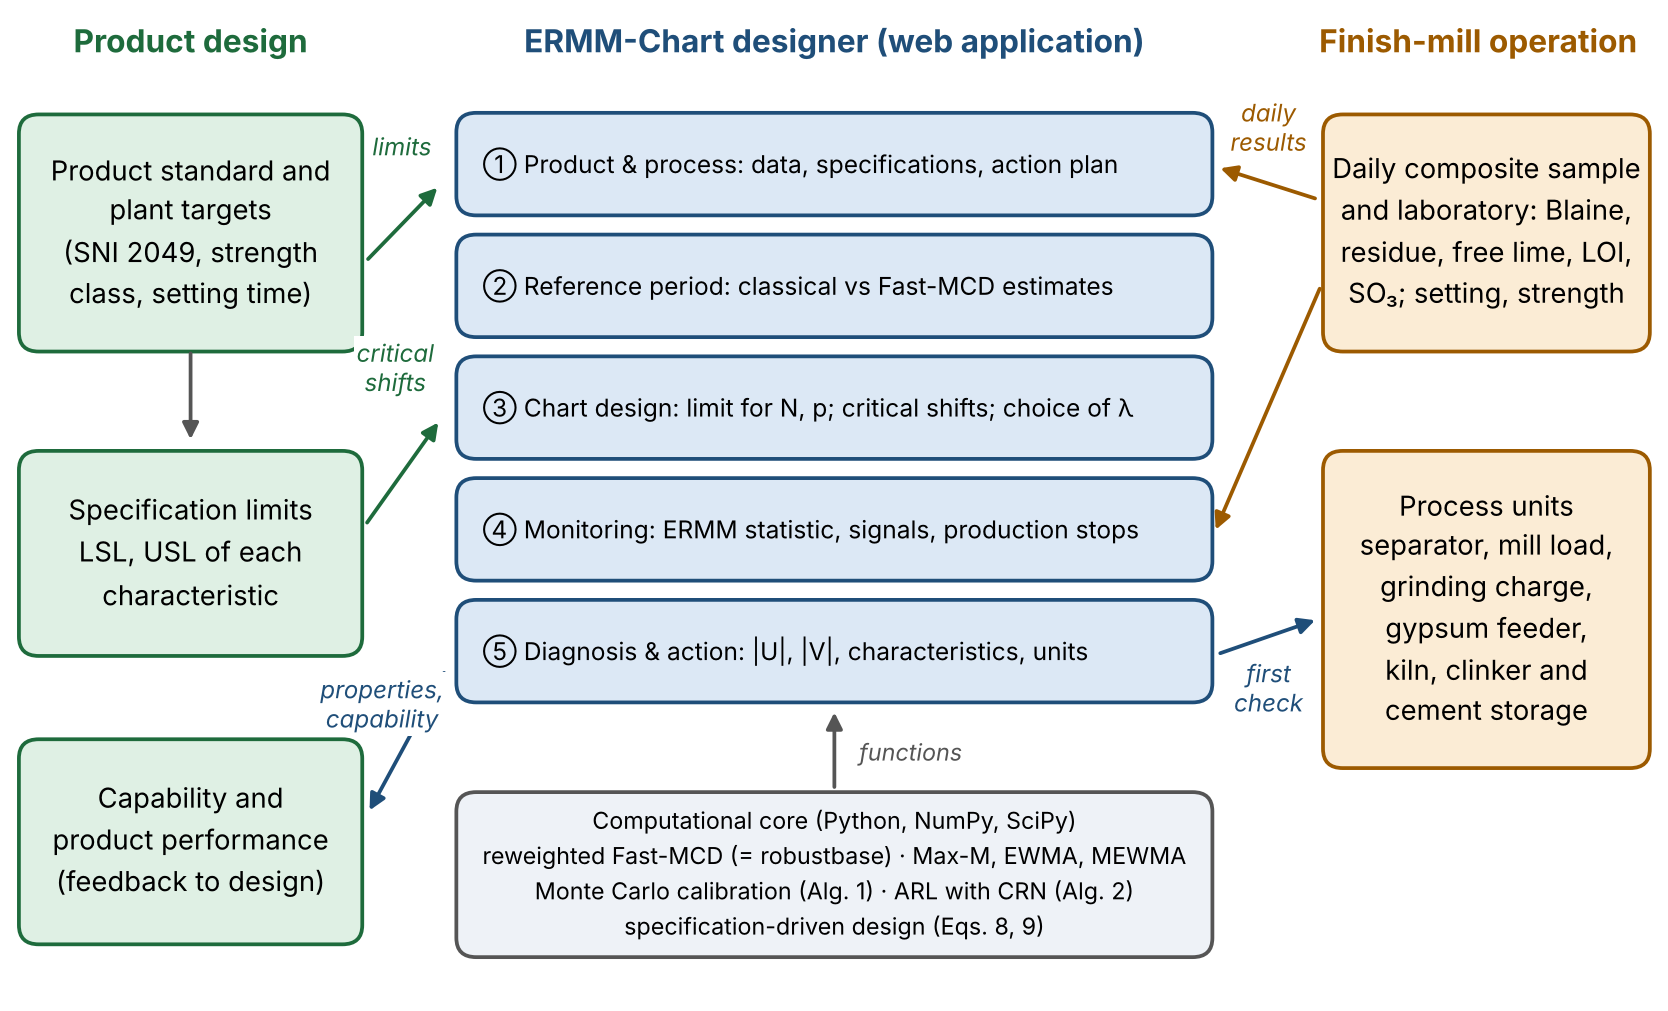 Product design
ERMM-Chart designer (web application)
Finish-mill operation
Product standard and
plant targets
(SNI 2049, strength
class, setting time)
limits
critical
shifts
Specification limits
LSL, USL of each
characteristic
properties,
capability
Capability and
product performance
(feedback to design)
① Product & process: data, specifications, action plan
② Reference period: classical vs Fast-MCD estimates
③ Chart design: limit for N, p; critical shifts; choice of λ
④ Monitoring: ERMM statistic, signals, production stops
⑤ Diagnosis & action: |U|, |V|, characteristics, units
functions
Computational core (Python, NumPy, SciPy)
reweighted Fast-MCD (= robustbase) · Max-M, EWMA, MEWMA
Monte Carlo calibration (Alg. 1) · ARL with CRN (Alg. 2)
specification-driven design (Eqs. 8, 9)
daily
results
Daily composite sample
and laboratory: Blaine,
residue, free lime, LOI,
SO₃; setting, strength
first
check
Process units
separator, mill load,
grinding charge,
gypsum feeder,
kiln, clinker and
cement storage